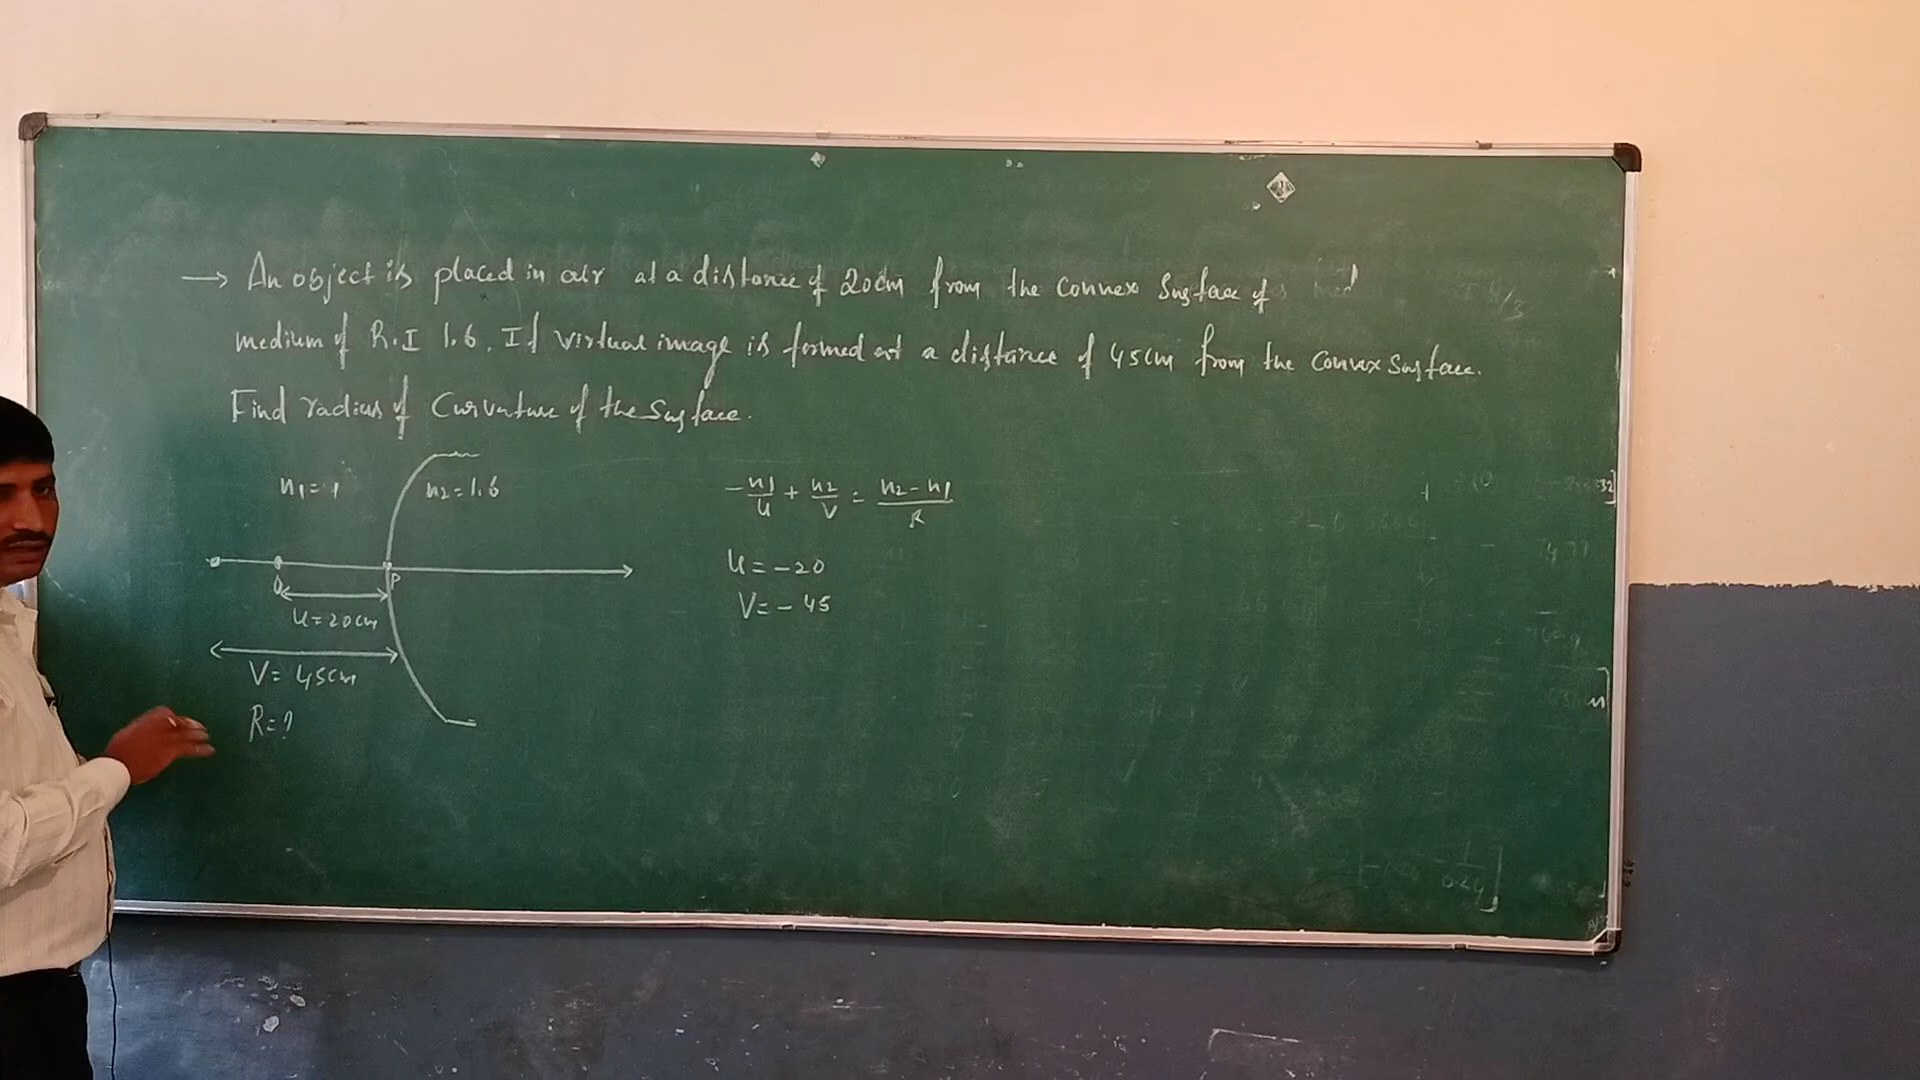 → An object is placed in air at a distance of 20cm from the convex surface of
medium of R.I 1.6. If virtual image is formed at a distance of 45cm from the convex surface.
Find radius of curvature of the surface.
n₁=1
n₂=1.6
O
P
u=20cm
V=45cm
R=?
-n₁/u + n₂/V = n₂-n₁/R
u=-20
V=-45
4/3